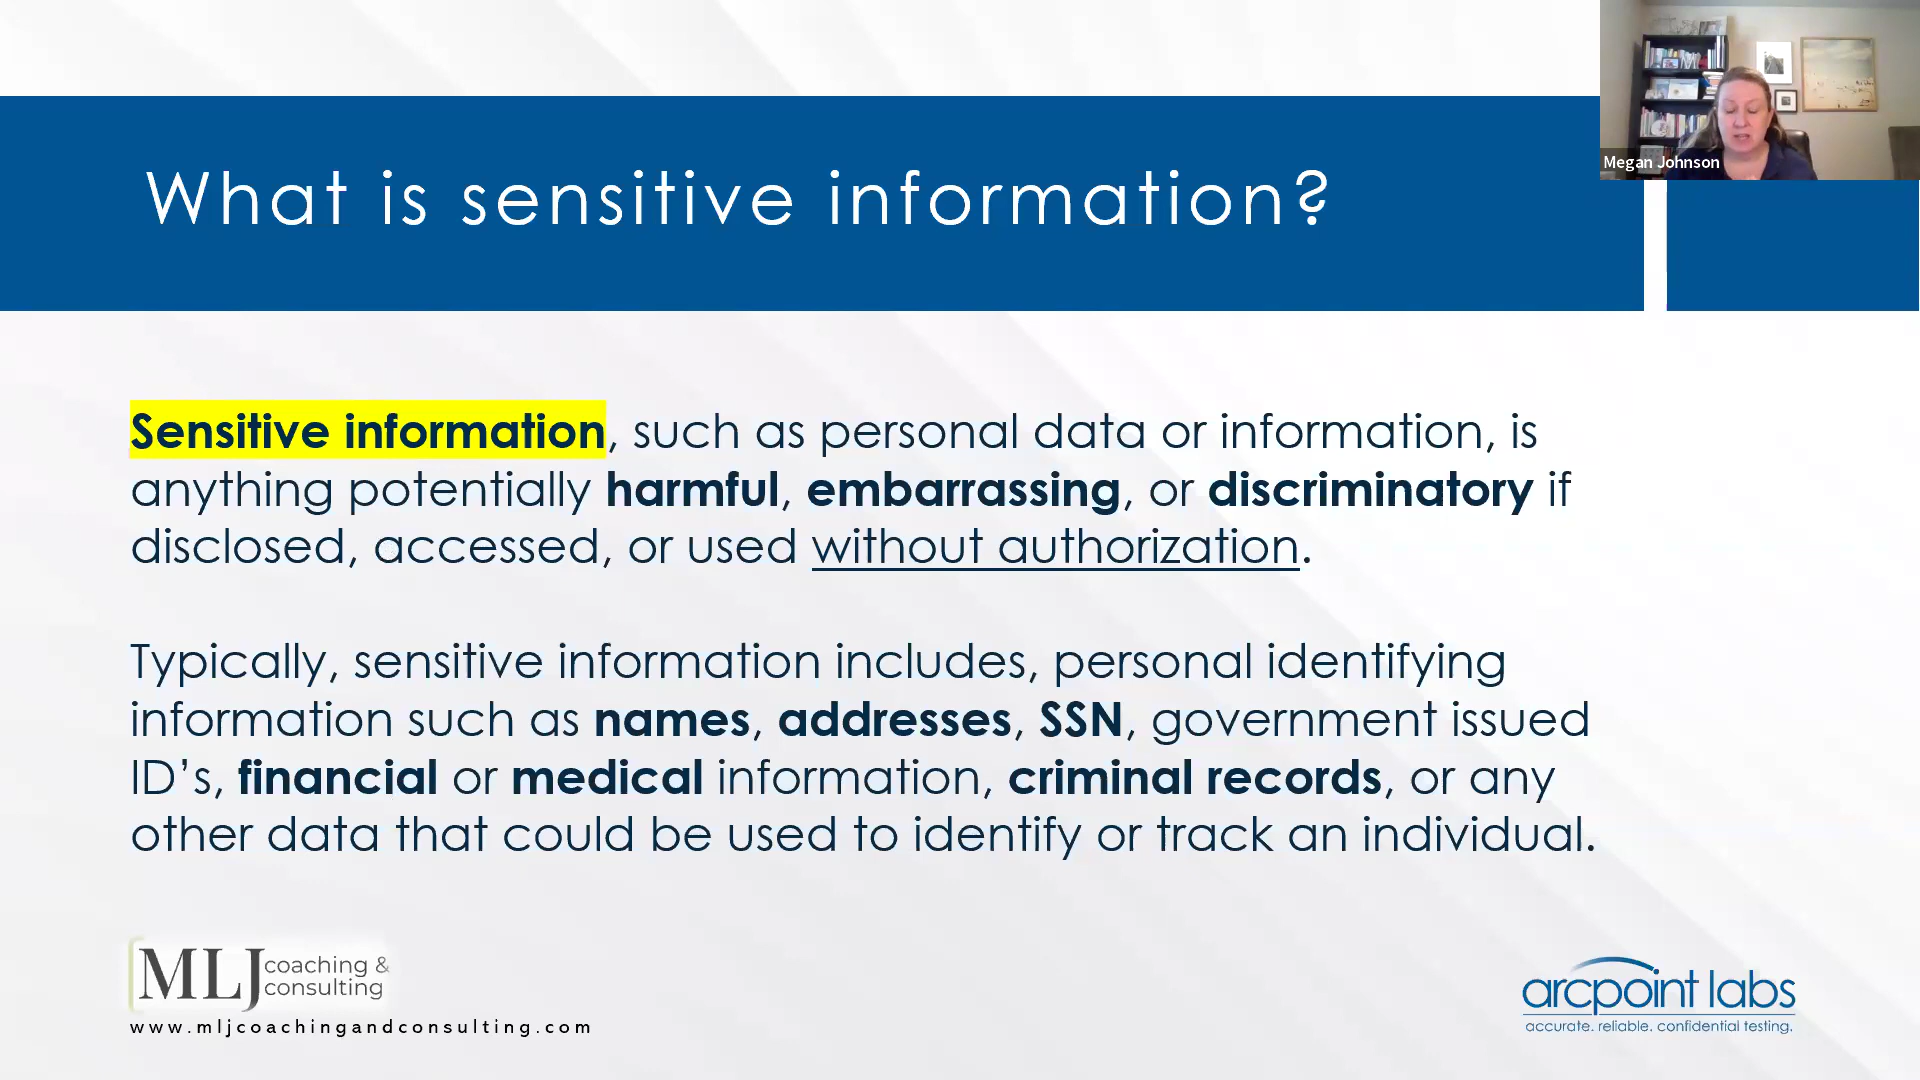 What is sensitive information?
Megan Johnson
Sensitive information, such as personal data or information, is
anything potentially harmful, embarrassing, or discriminatory if
disclosed, accessed, or used without authorization.
Typically, sensitive information includes, personal identifying
information such as names, addresses, SSN, government issued
ID’s, financial or medical information, criminal records, or any
other data that could be used to identify or track an individual.
MLJ coaching &
consulting
www.mljcoachingandconsulting.com
arcpoint labs
accurate. reliable. confidential testing.